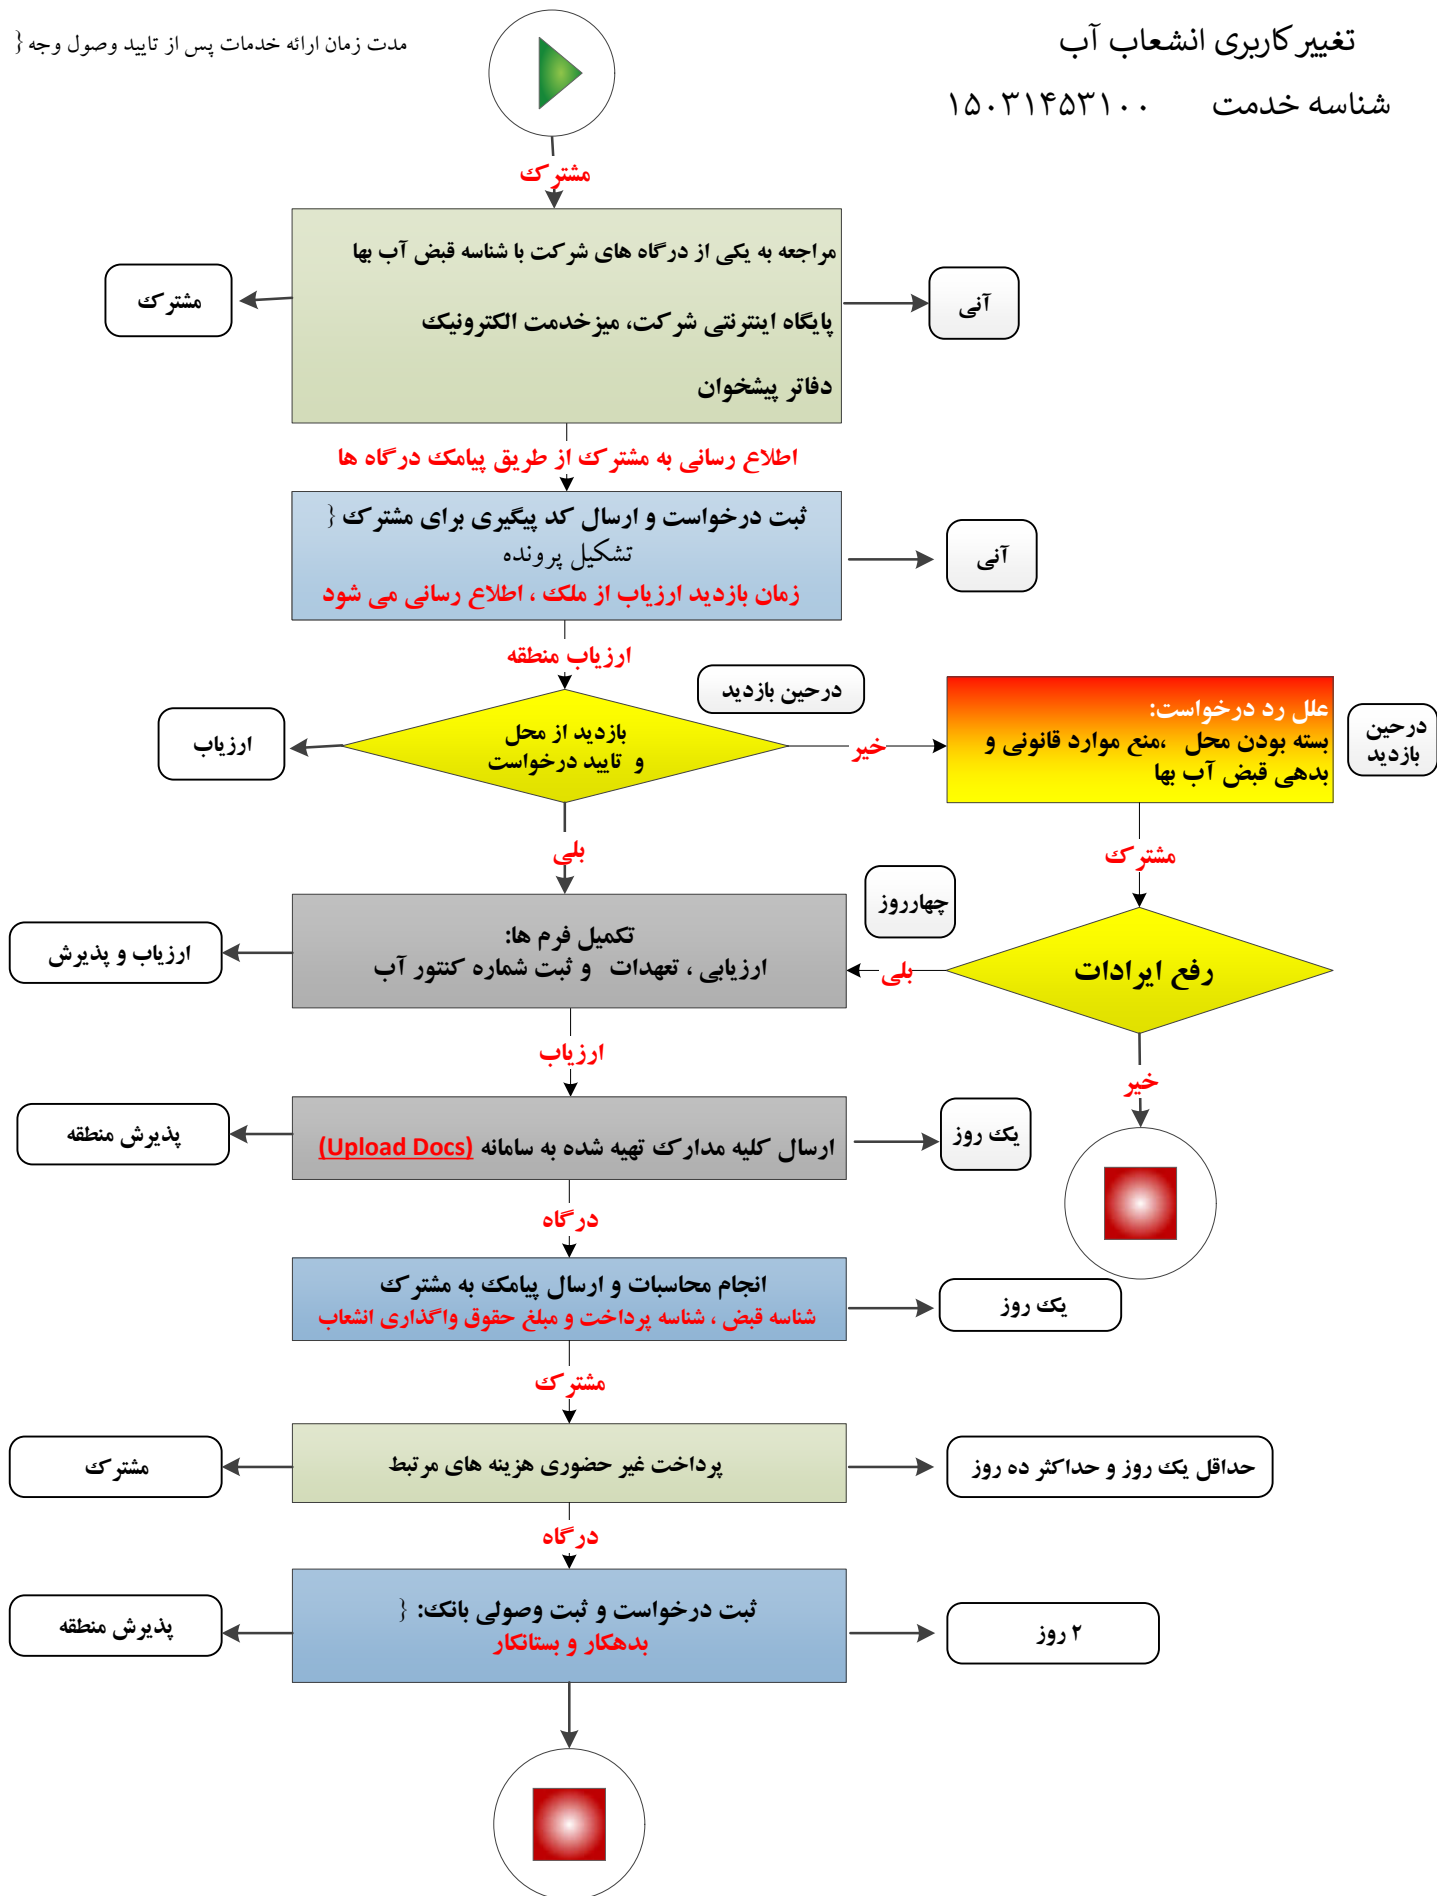 تغییر کاربری انشعاب آب
شناسه خدمت ۱۵۰۳۱۴۵۳۱۰۰
مدت زمان ارائه خدمات پس از تایید وصول وجه {
مشترک
مراجعه به یکی از درگاه های شرکت با شناسه قبض آب بها
پایگاه اینترنتی شرکت، میزخدمت الکترونیک
دفاتر پیشخوان
آنی
مشترک
اطلاع رسانی به مشترک از طریق پیامک درگاه ها
ثبت درخواست و ارسال کد پیگیری برای مشترک {
تشکیل پرونده
زمان بازدید ارزیاب از ملک ، اطلاع رسانی می شود
آنی
ارزیاب منطقه
درحین بازدید
بازدید از محل
و تایید درخواست
ارزیاب
خیر
علل رد درخواست:
بسته بودن محل ،منع موارد قانونی و
بدهی قبض آب بها
درحین
بازدید
بلی
مشترک
چهارروز
رفع ایرادات
بلی
خیر
تکمیل فرم ها:
ارزیابی ، تعهدات و ثبت شماره کنتور آب
ارزیاب و پذیرش
ارزیاب
ارسال کلیه مدارک تهیه شده به سامانه (Upload Docs)
یک روز
پذیرش منطقه
درگاه
انجام محاسبات و ارسال پیامک به مشترک
شناسه قبض ، شناسه پرداخت و مبلغ حقوق واگذاری انشعاب
یک روز
مشترک
پرداخت غیر حضوری هزینه های مرتبط
حداقل یک روز و حداکثر ده روز
مشترک
درگاه
ثبت درخواست و ثبت وصولی بانک: {
بدهکار و بستانکار
۲ روز
پذیرش منطقه